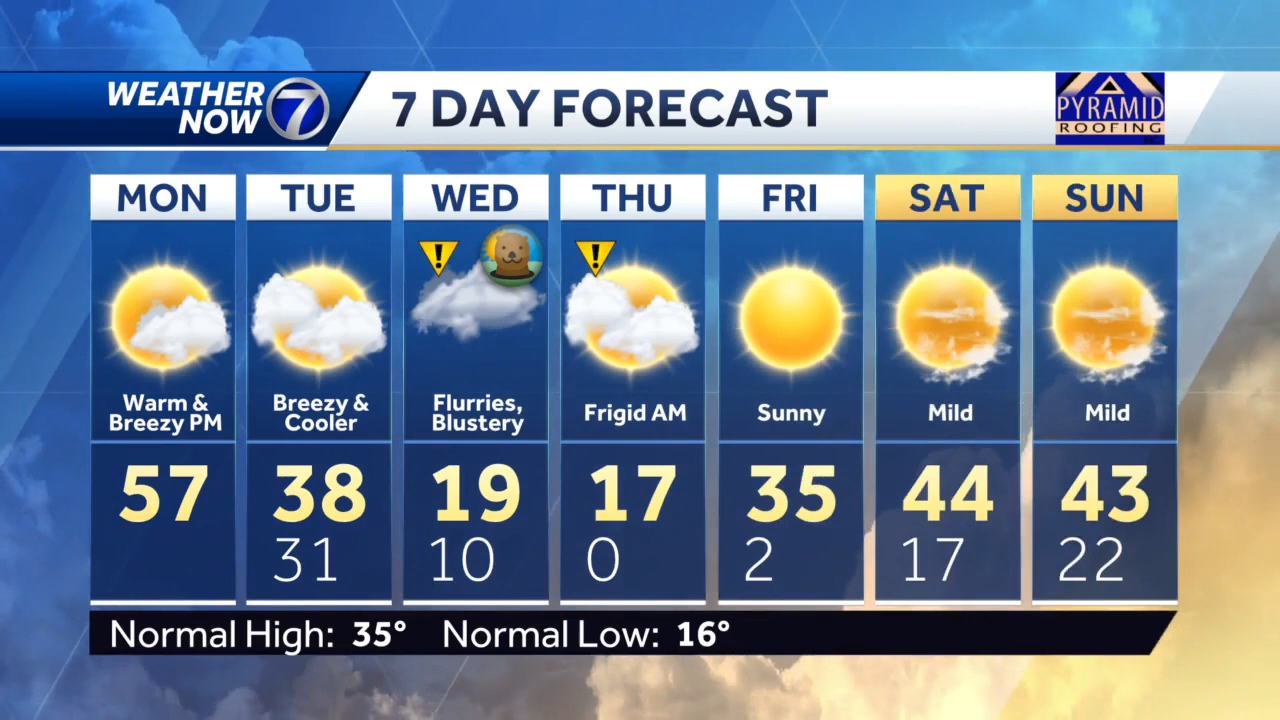 WEATHER
NOW
7
7 DAY FORECAST
PYRAMID
ROOFING
MON TUE WED THU FRI SAT SUN
! !
Warm &
Breezy PM
Breezy &
Cooler
Flurries,
Blustery
Frigid AM
Sunny
Mild
Mild
57 38 19 17 35 44 43
31 10 0 2 17 22
Normal High: 35° Normal Low: 16°